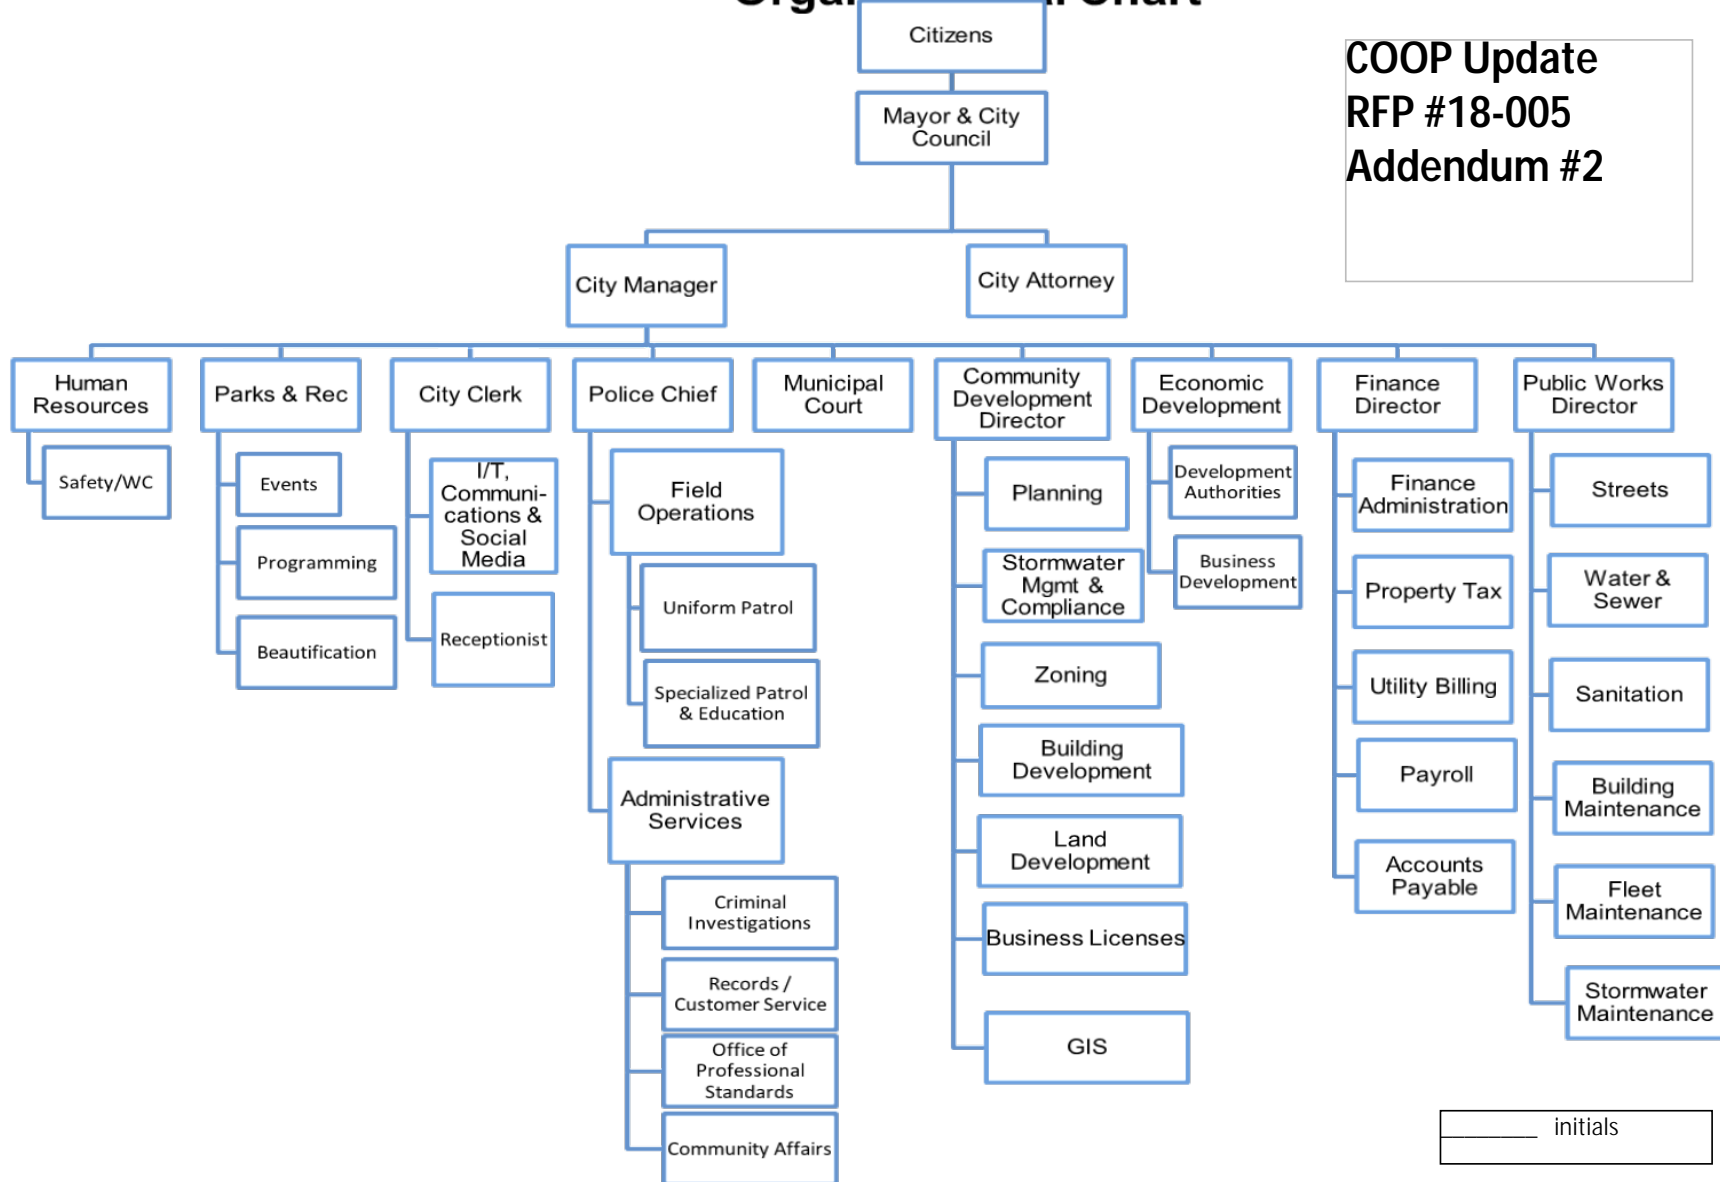 Citizens
Mayor & City
Council
COOP Update
RFP #18-005
Addendum #2
City Manager
City Attorney
Human
Resources
Safety/WC
Parks & Rec
Events
Programming
Beautification
City Clerk
I/T,
Communi-
cations &
Social
Media
Receptionist
Police Chief
Field
Operations
Uniform Patrol
Specialized Patrol
& Education
Administrative
Services
Criminal
Investigations
Records /
Customer Service
Office of
Professional
Standards
Community Affairs
Municipal
Court
Community
Development
Director
Planning
Stormwater
Mgmt &
Compliance
Zoning
Building
Development
Land
Development
Business Licenses
GIS
Economic
Development
Development
Authorities
Business
Development
Finance
Director
Finance
Administration
Property Tax
Utility Billing
Payroll
Accounts
Payable
Public Works
Director
Streets
Water &
Sewer
Sanitation
Building
Maintenance
Fleet
Maintenance
Stormwater
Maintenance
________ initials